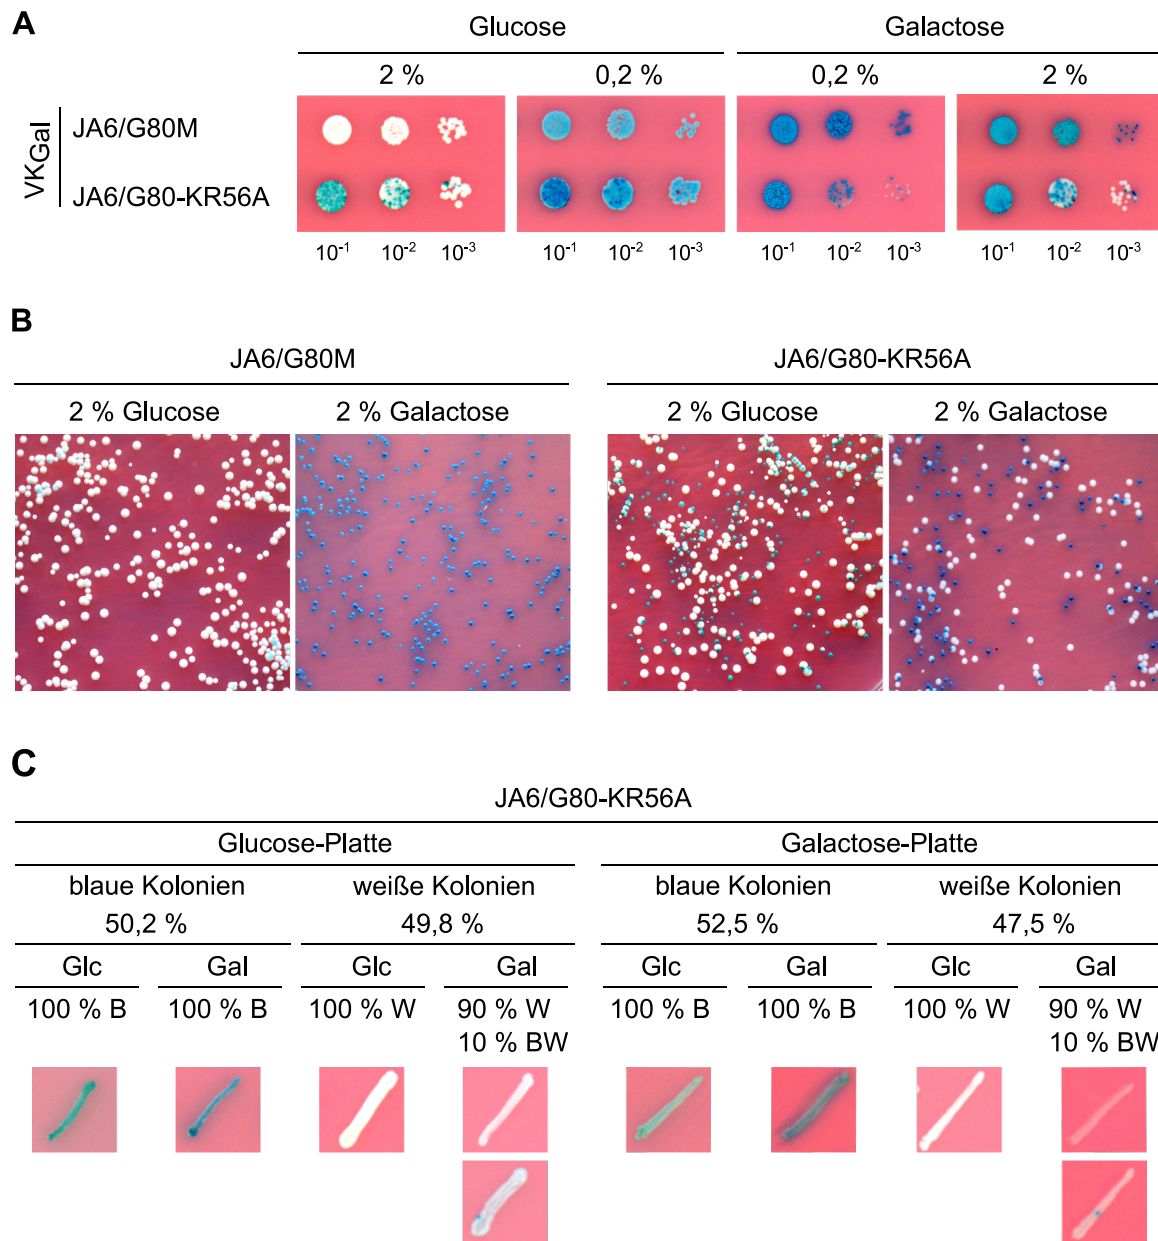 A
Glucose
Galactose
2 %
0,2 %
0,2 %
2 %
VKGal
JA6/G80M
JA6/G80-KR56A
10-1 10-2 10-3
10-1 10-2 10-3
10-1 10-2 10-3
10-1 10-2 10-3
B
JA6/G80M
JA6/G80-KR56A
2 % Glucose
2 % Galactose
2 % Glucose
2 % Galactose
C
JA6/G80-KR56A
Glucose-Platte
Galactose-Platte
blaue Kolonien
weiße Kolonien
blaue Kolonien
weiße Kolonien
50,2 %
49,8 %
52,5 %
47,5 %
Glc
Gal
Glc
Gal
Glc
Gal
Glc
Gal
100 % B
100 % B
100 % W
90 % W
100 % B
100 % B
100 % W
90 % W
10 % BW
10 % BW